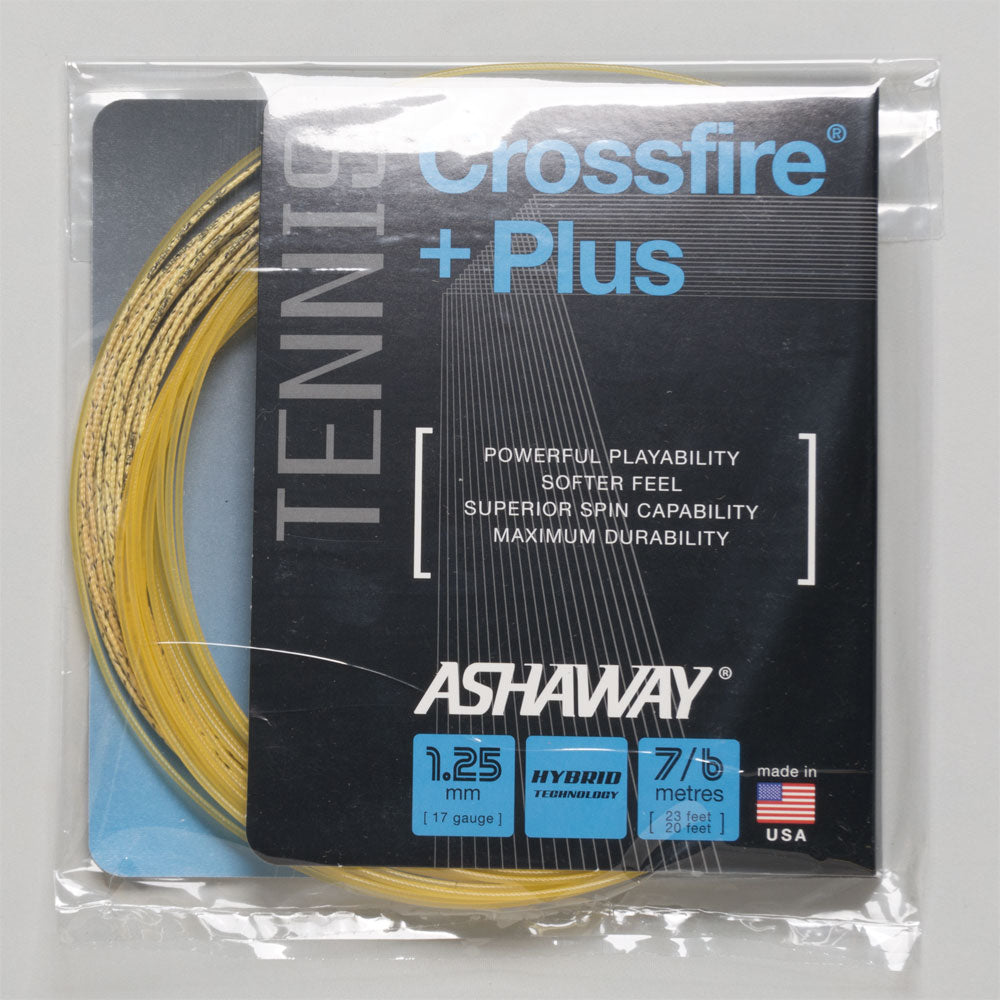 TENNIS
Crossfire®
+ Plus
POWERFUL PLAYABILITY
SOFTER FEEL
SUPERIOR SPIN CAPABILITY
MAXIMUM DURABILITY
ASHAWAY®
1.25
mm
[ 17 gauge ]
HYBRID
TECHNOLOGY
7/6
metres
[ 23 feet
20 feet ]
made in
USA